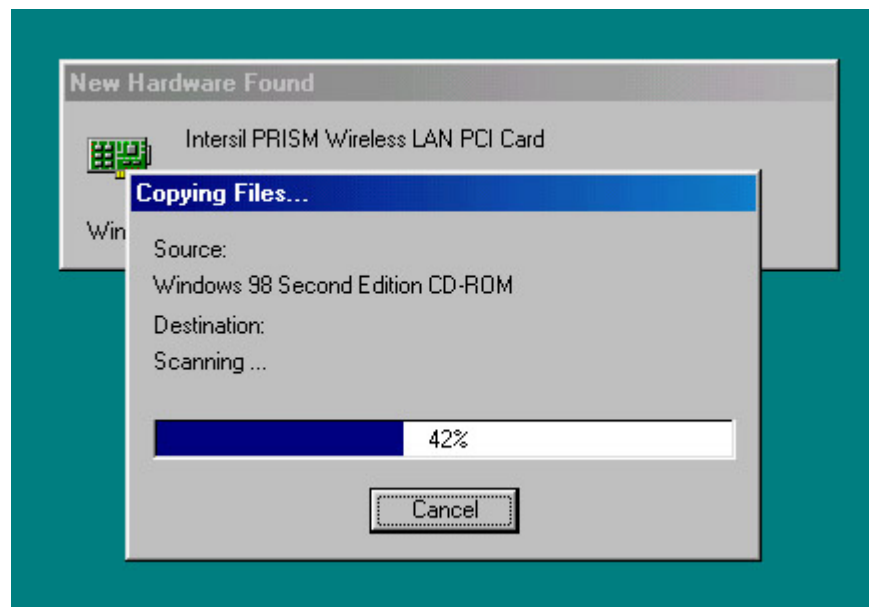 New Hardware Found
Intersil PRISM Wireless LAN PCI Card
Win
Copying Files...
Source:
Windows 98 Second Edition CD-ROM
Destination:
Scanning ...
42%
Cancel